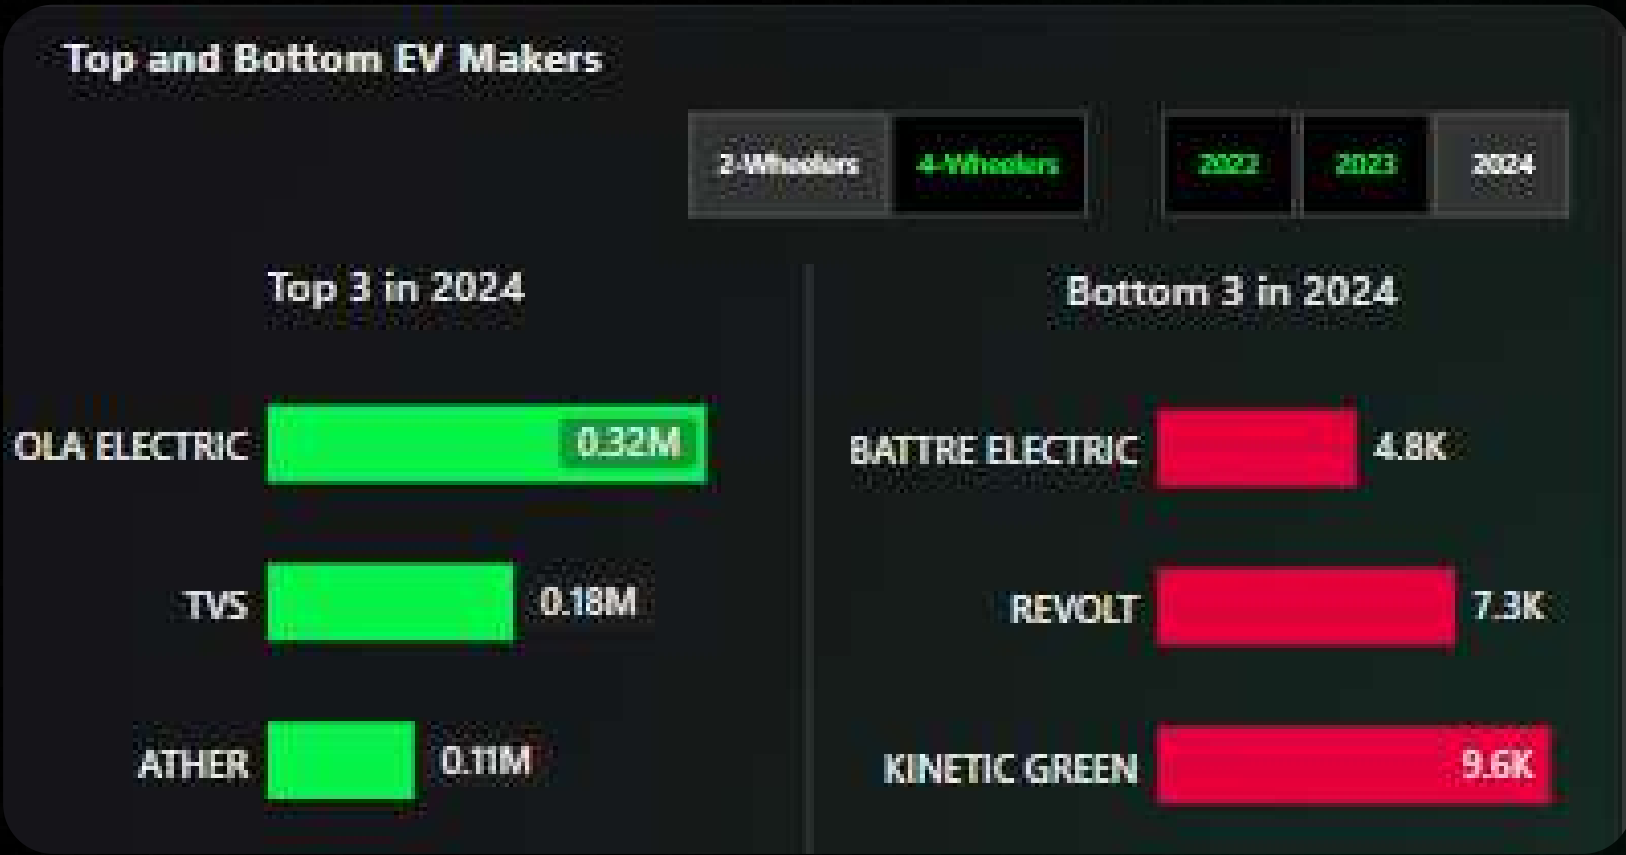 Top and Bottom EV Makers
2-Wheelers 4-Wheelers 2022 2023 2024
Top 3 in 2024
OLA ELECTRIC 0.32M
TVS 0.18M
ATHER 0.11M
Bottom 3 in 2024
BATTRE ELECTRIC 4.8K
REVOLT 7.3K
KINETIC GREEN 9.6K